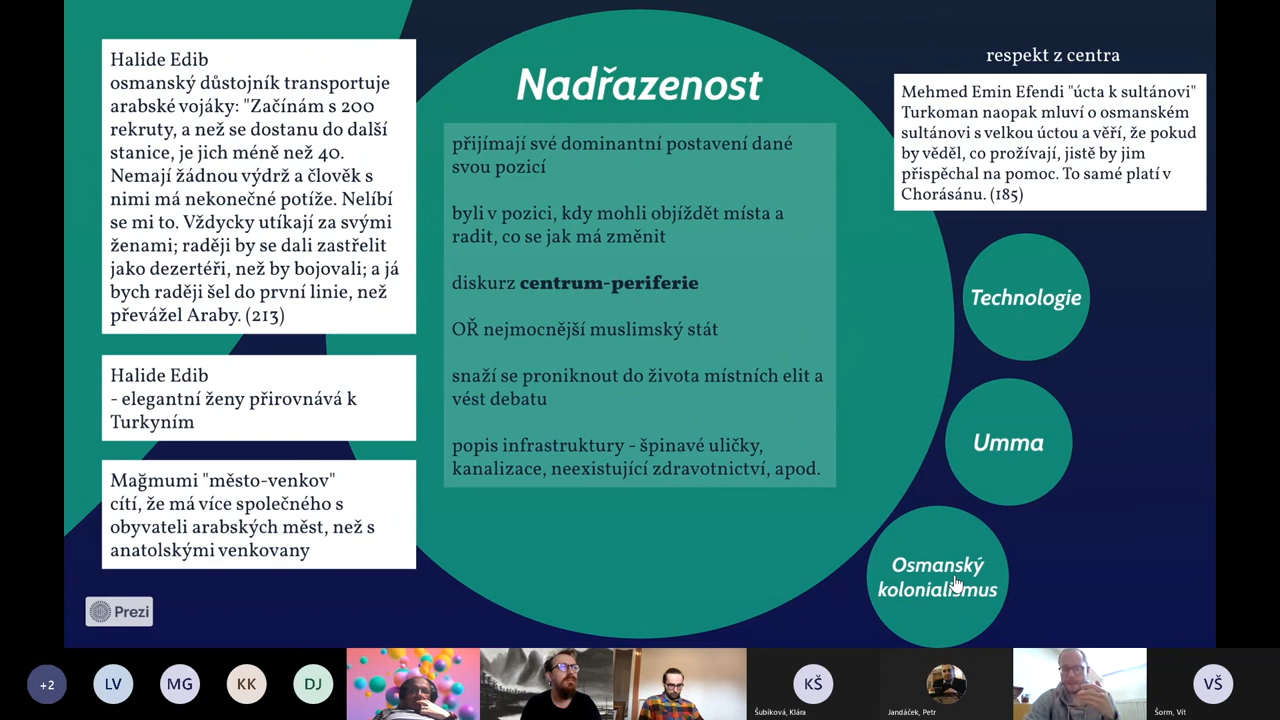 Halide Edib
osmanský důstojník transportuje
arabské vojáky: "Začínám s 200
rekruty, a než se dostanu do další
stanice, je jich méně než 40.
Nemají žádnou výdrž a člověk s
nimi má nekonečné potíže. Nelíbí
se mi to. Vždycky utíkají za svými
ženami; raději by se dali zastřelit
jako dezertéři, než by bojovali; a já
bych raději šel do první linie, než
převážel Araby. (213)
Halide Edib
- elegantní ženy přirovnává k
Turkyním
Mağmumi "město-venkov"
cítí, že má více společného s
obyvateli arabských měst, než s
anatolskými venkovany
Prezi
Nadřazenost
přijímají své dominantní postavení dané
svou pozicí
byli v pozici, kdy mohli objíždět místa a
radit, co se jak má změnit
diskurz centrum-periferie
OŘ nejmocnější muslimský stát
snaží se proniknout do života místních elit a
vést debatu
popis infrastruktury - špinavé uličky,
kanalizace, neexistující zdravotnictví, apod.
respekt z centra
Mehmed Emin Efendi "úcta k sultánovi"
Turkoman naopak mluví o osmanském
sultánovi s velkou úctou a věří, že pokud
by věděl, co prožívají, jistě by jim
přispěchal na pomoc. To samé platí v
Chorásánu. (185)
Technologie
Umma
Osmanský
kolonialismus
+2
LV
MG
KK
DJ
KŠ
Šubíková, Klára
Jandáček, Petr
VŠ
Šorm, Vít